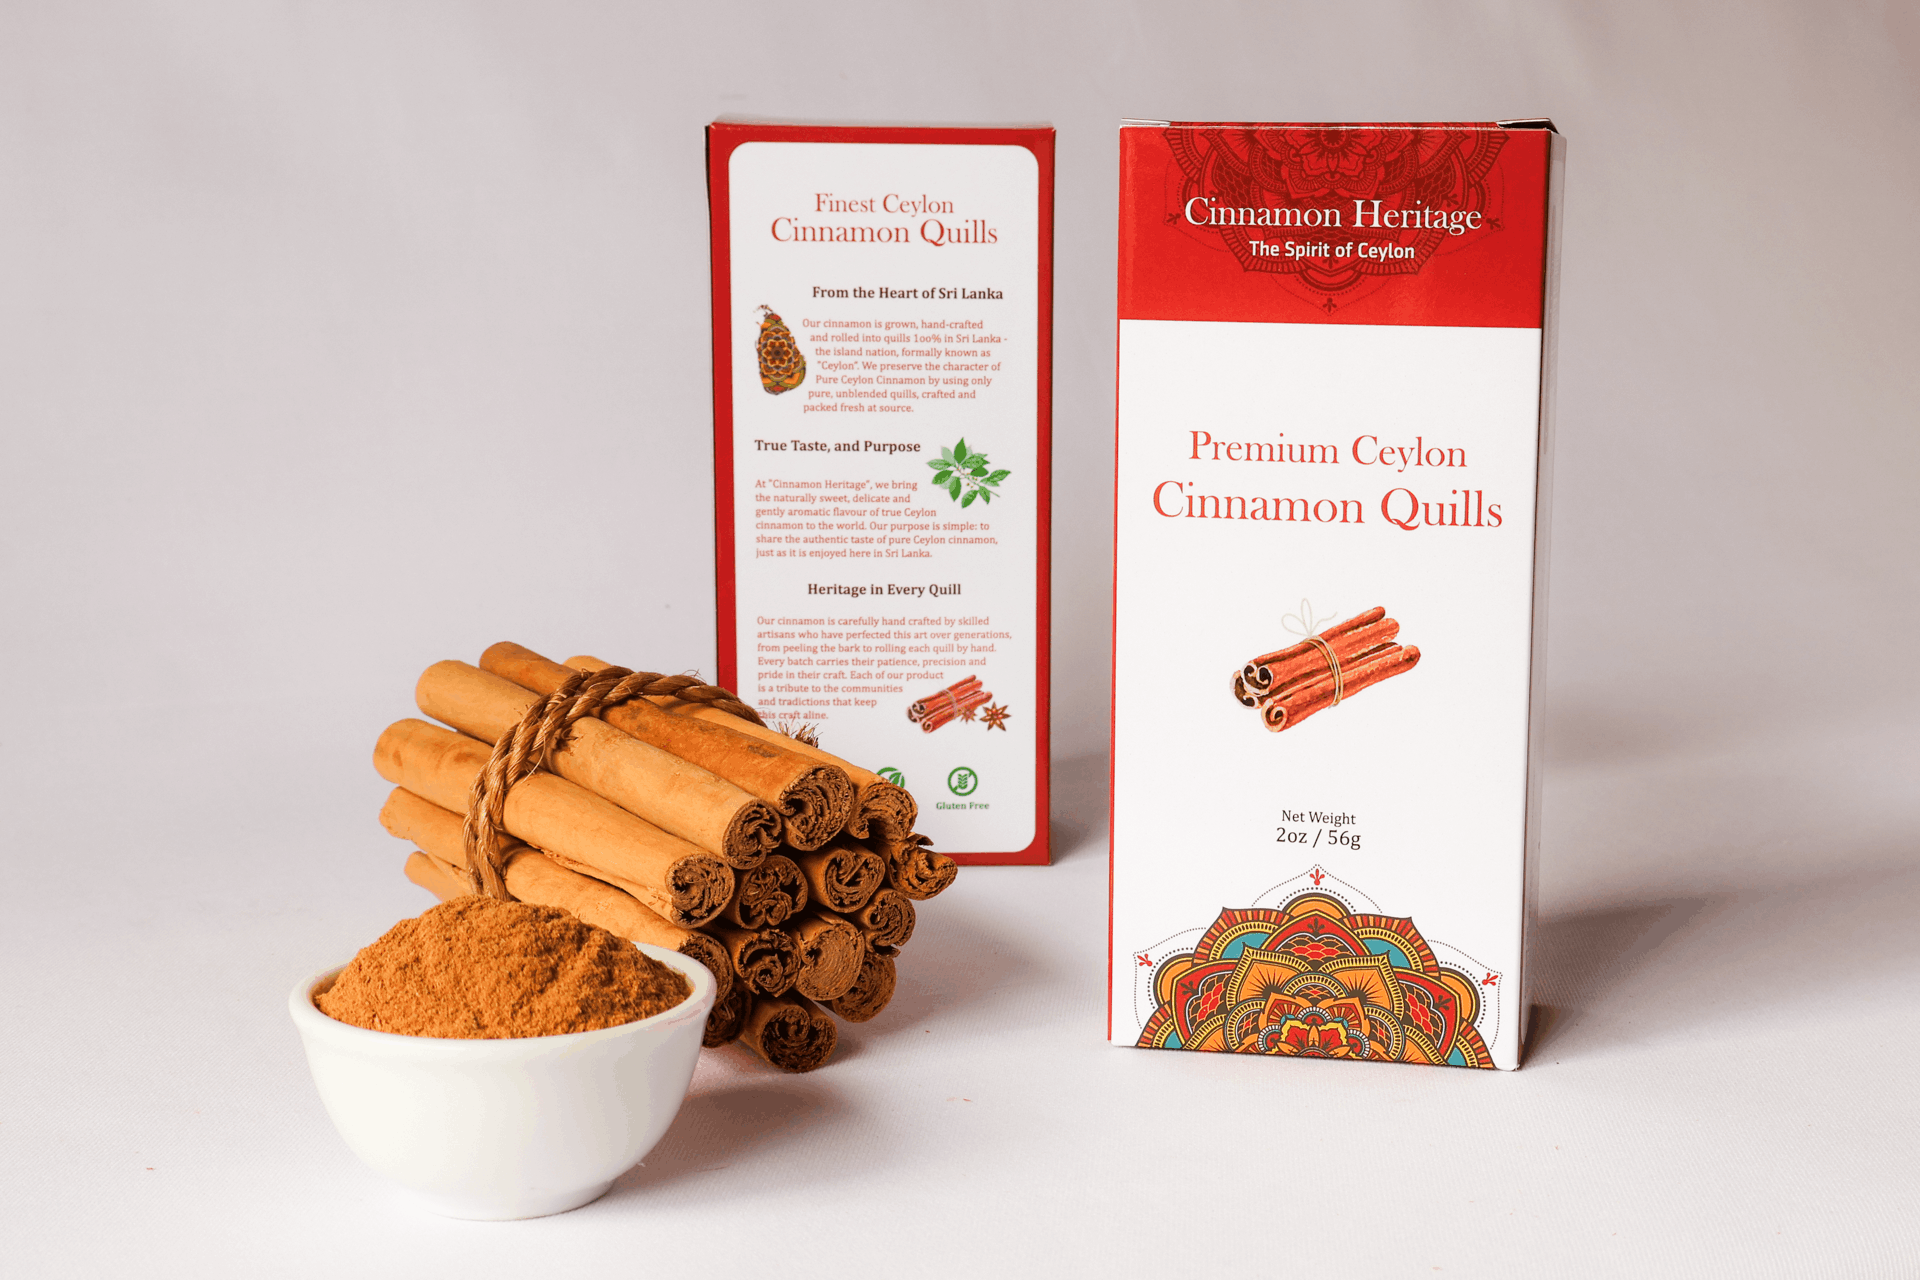 Finest Ceylon
Cinnamon Quills
From the Heart of Sri Lanka
Our cinnamon is grown, hand-crafted
and rolled into quills 1oo% in Sri Lanka -
the island nation, formally known as
"Ceylon". We preserve the character of
Pure Ceylon Cinnamon by using only
pure, unblended quills, crafted and
packed fresh at source.
True Taste, and Purpose
At "Cinnamon Heritage", we bring
the naturally sweet, delicate and
gently aromatic flavour of true Ceylon
cinnamon to the world. Our purpose is simple: to
share the authentic taste of pure Ceylon cinnamon,
just as it is enjoyed here in Sri Lanka.
Heritage in Every Quill
Our cinnamon is carefully hand crafted by skilled
artisans who have perfected this art over generations,
from peeling the bark to rolling each quill by hand.
Every batch carries their patience, precision and
pride in their craft. Each of our product
is a tribute to the communities
and tradictions that keep
this craft aline.
Gluten Free
Cinnamon Heritage
The Spirit of Ceylon
Premium Ceylon
Cinnamon Quills
Net Weight
2oz / 56g